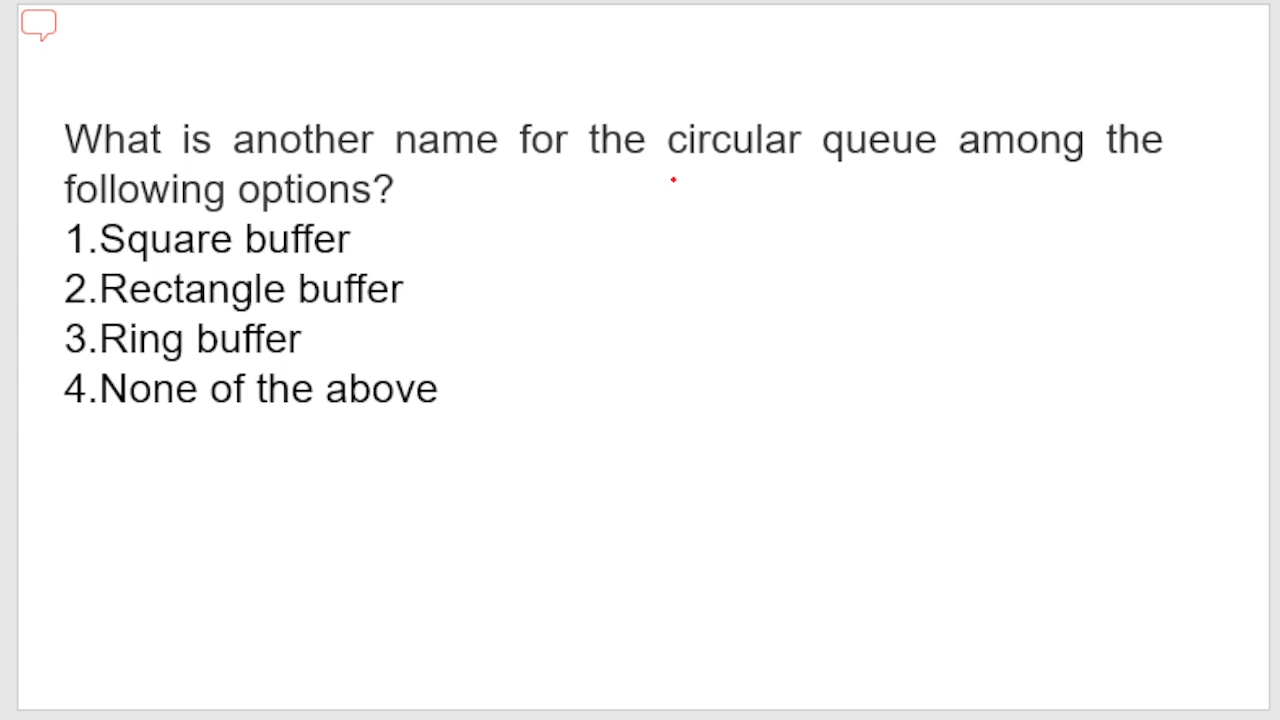 What is another name for the circular queue among the
following options?
1.Square buffer
2.Rectangle buffer
3.Ring buffer
4.None of the above